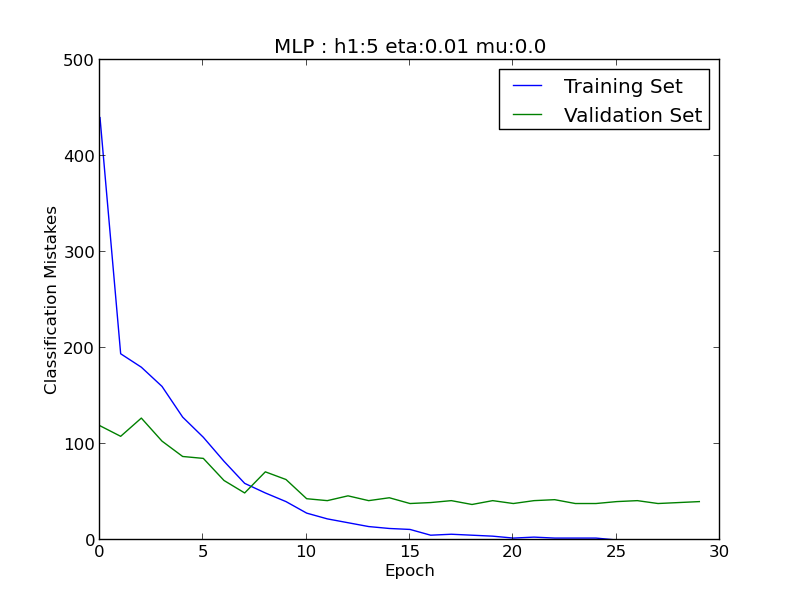 MLP : h1:5 eta:0.01 mu:0.0
Training Set
Validation Set
500
400
300
200
100
0
Classification Mistakes
0 5 10 15 20 25 30
Epoch